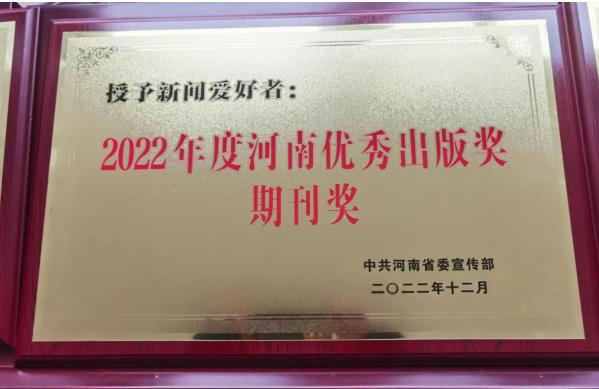 授予新闻爱好者：
2022年度河南优秀出版奖
期刊奖
中共河南省委宣传部
二〇二二年十二月